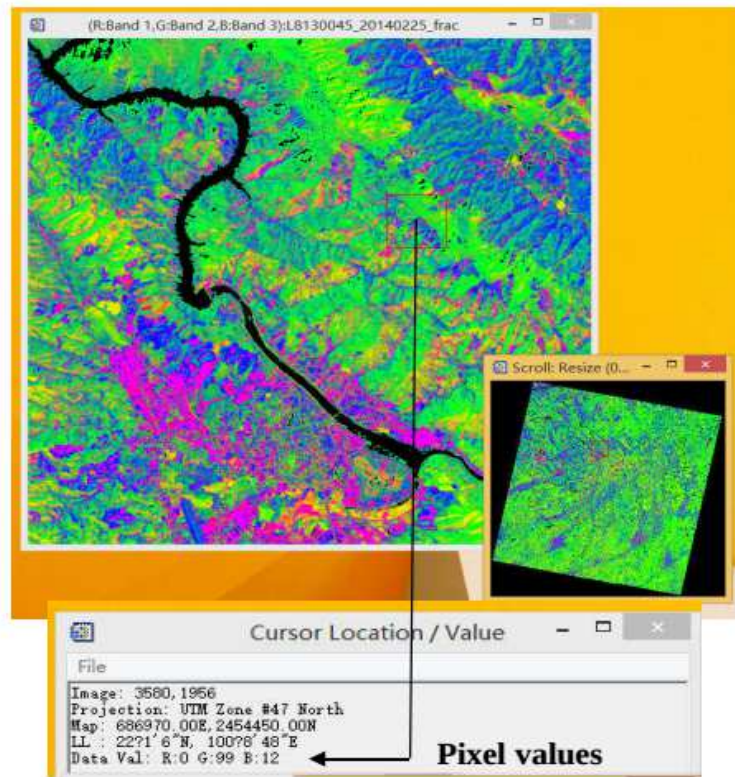 (R:Band 1,G:Band 2,B:Band 3):L8130045_20140225_frac
Scroll: Resize (0...
Cursor Location / Value
File
Image: 3580,1956
Projection: UTM Zone #47 North
Map: 686970.00E,2454450.00N
LL : 22?1'6"N, 100?8'48"E
Data Val: R:0 G:99 B:12
Pixel values